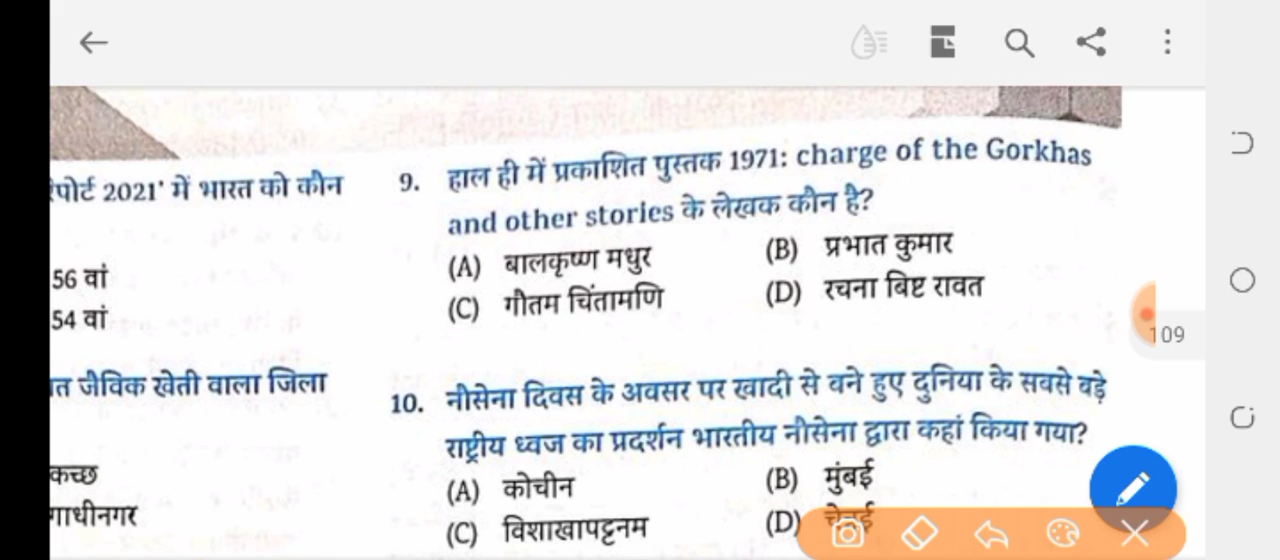 रिपोर्ट 2021' में भारत को कौन
56 वां
54 वां
जैविक खेती वाला जिला
कच्छ
गाधीनगर
9. हाल ही में प्रकाशित पुस्तक 1971: charge of the Gorkhas
and other stories के लेखक कौन है?
(A) बालकृष्ण मधुर (B) प्रभात कुमार
(C) गौतम चिंतामणि (D) रचना बिष्ट रावत
109
10. नौसेना दिवस के अवसर पर खादी से बने हुए दुनिया के सबसे बड़े
राष्ट्रीय ध्वज का प्रदर्शन भारतीय नौसेना द्वारा कहां किया गया?
(A) कोचीन (B) मुंबई
(C) विशाखापट्टनम (D) चेन्नई